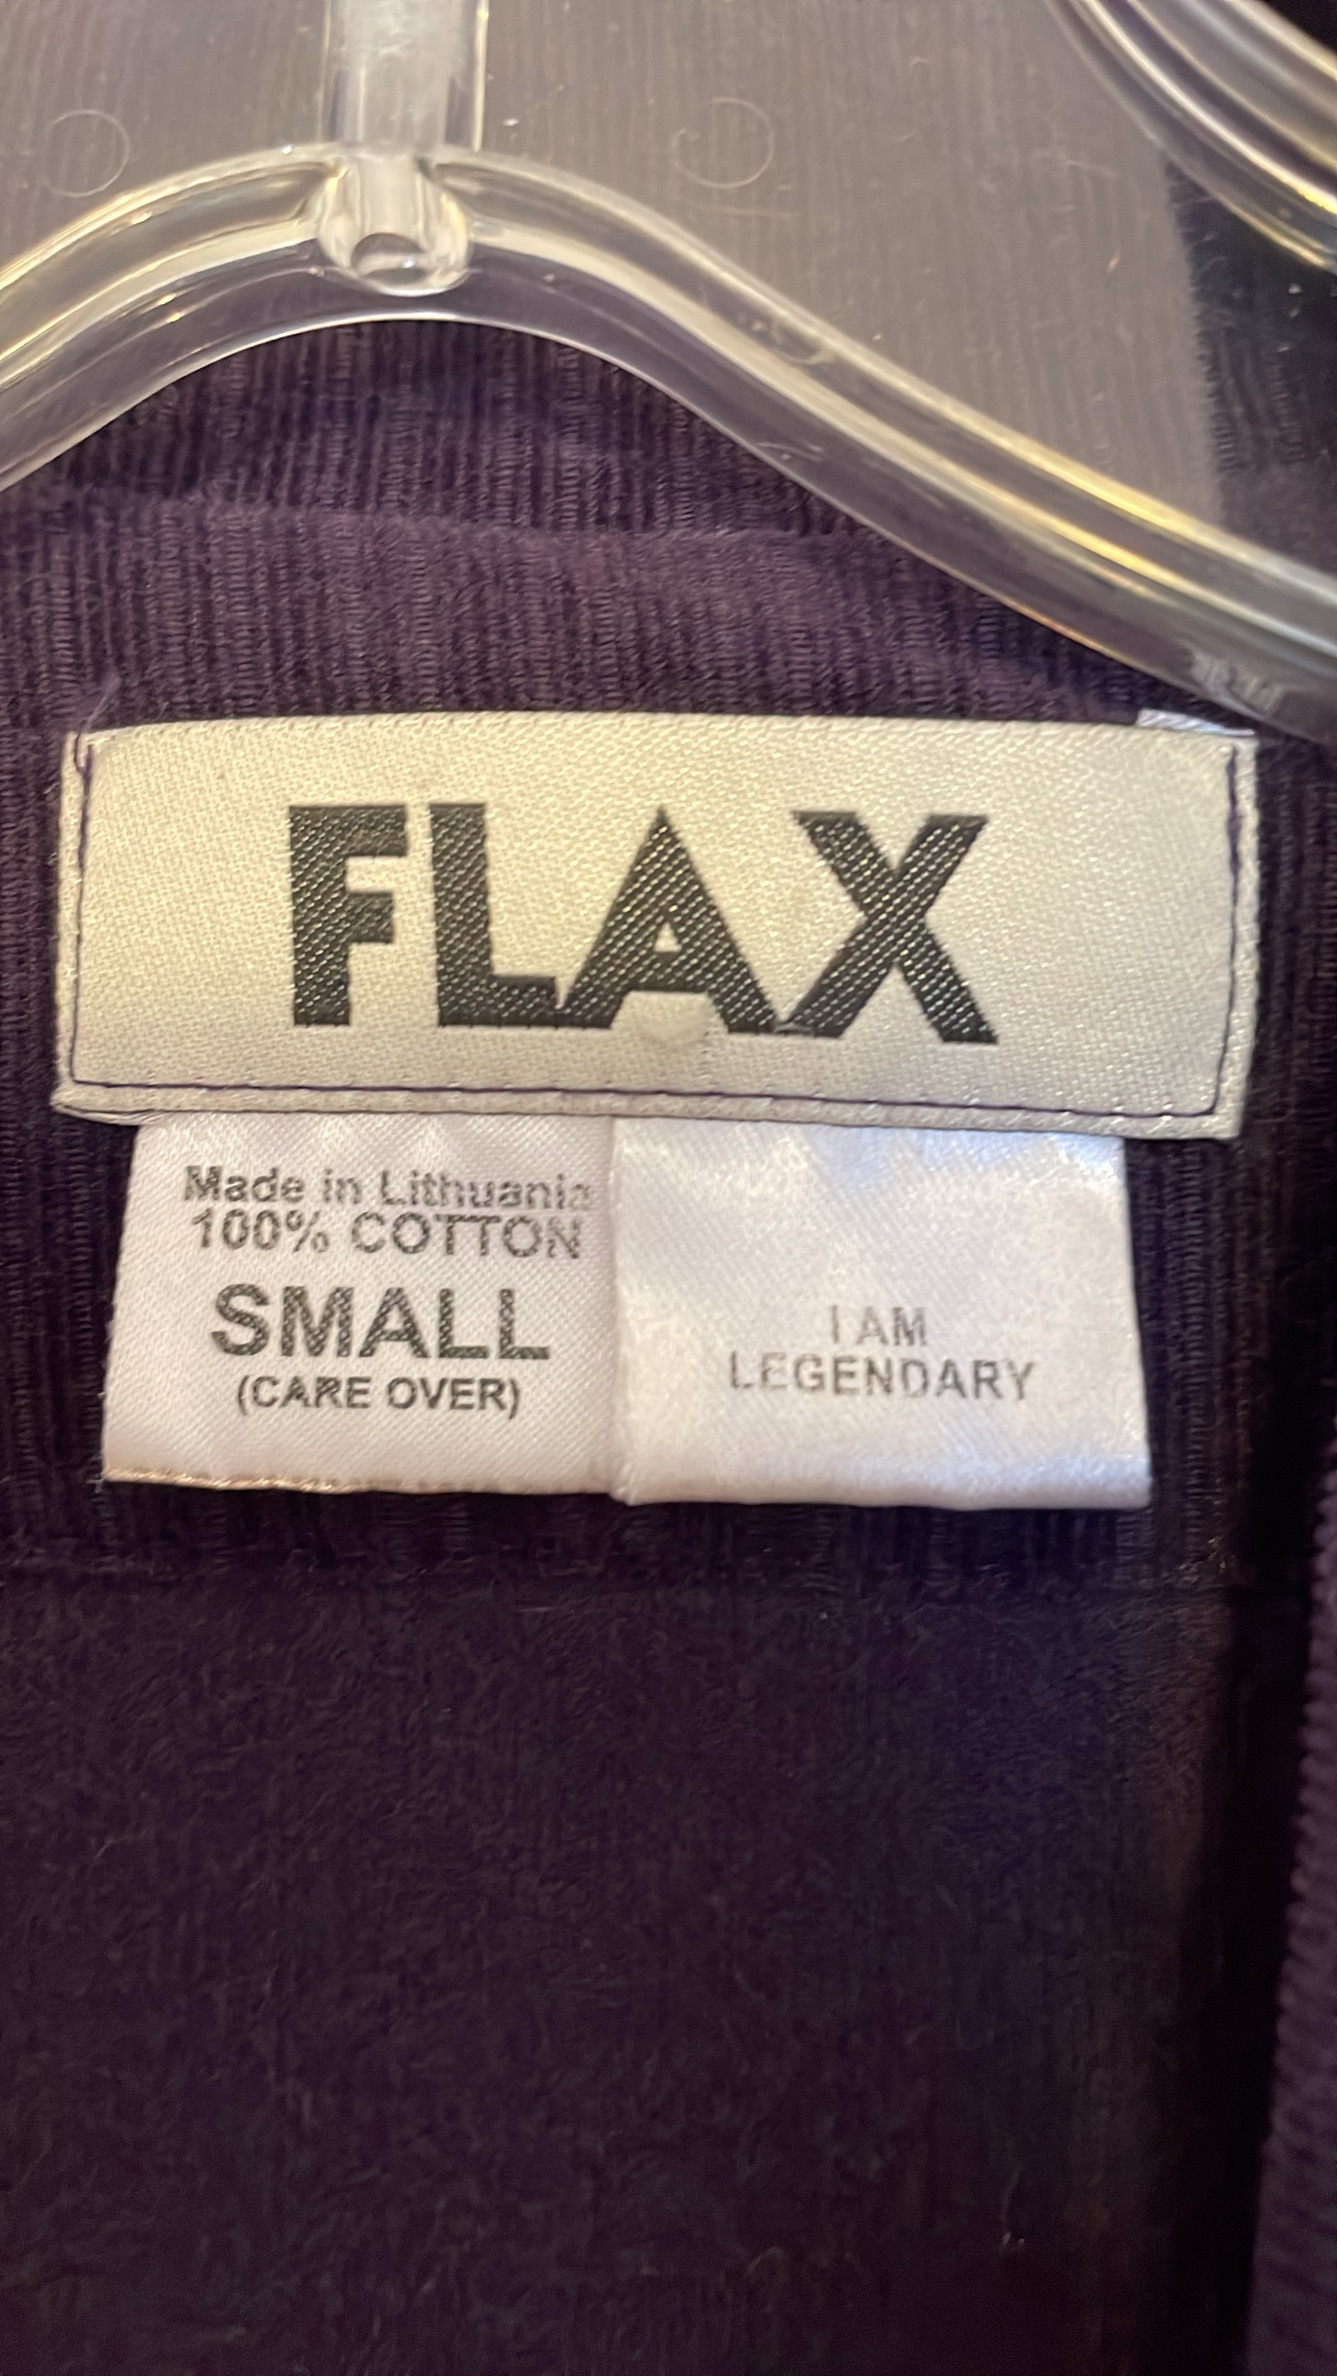 FLAX
Made in Lithuania
100% COTTON
SMALL
(CARE OVER)
I AM
LEGENDARY